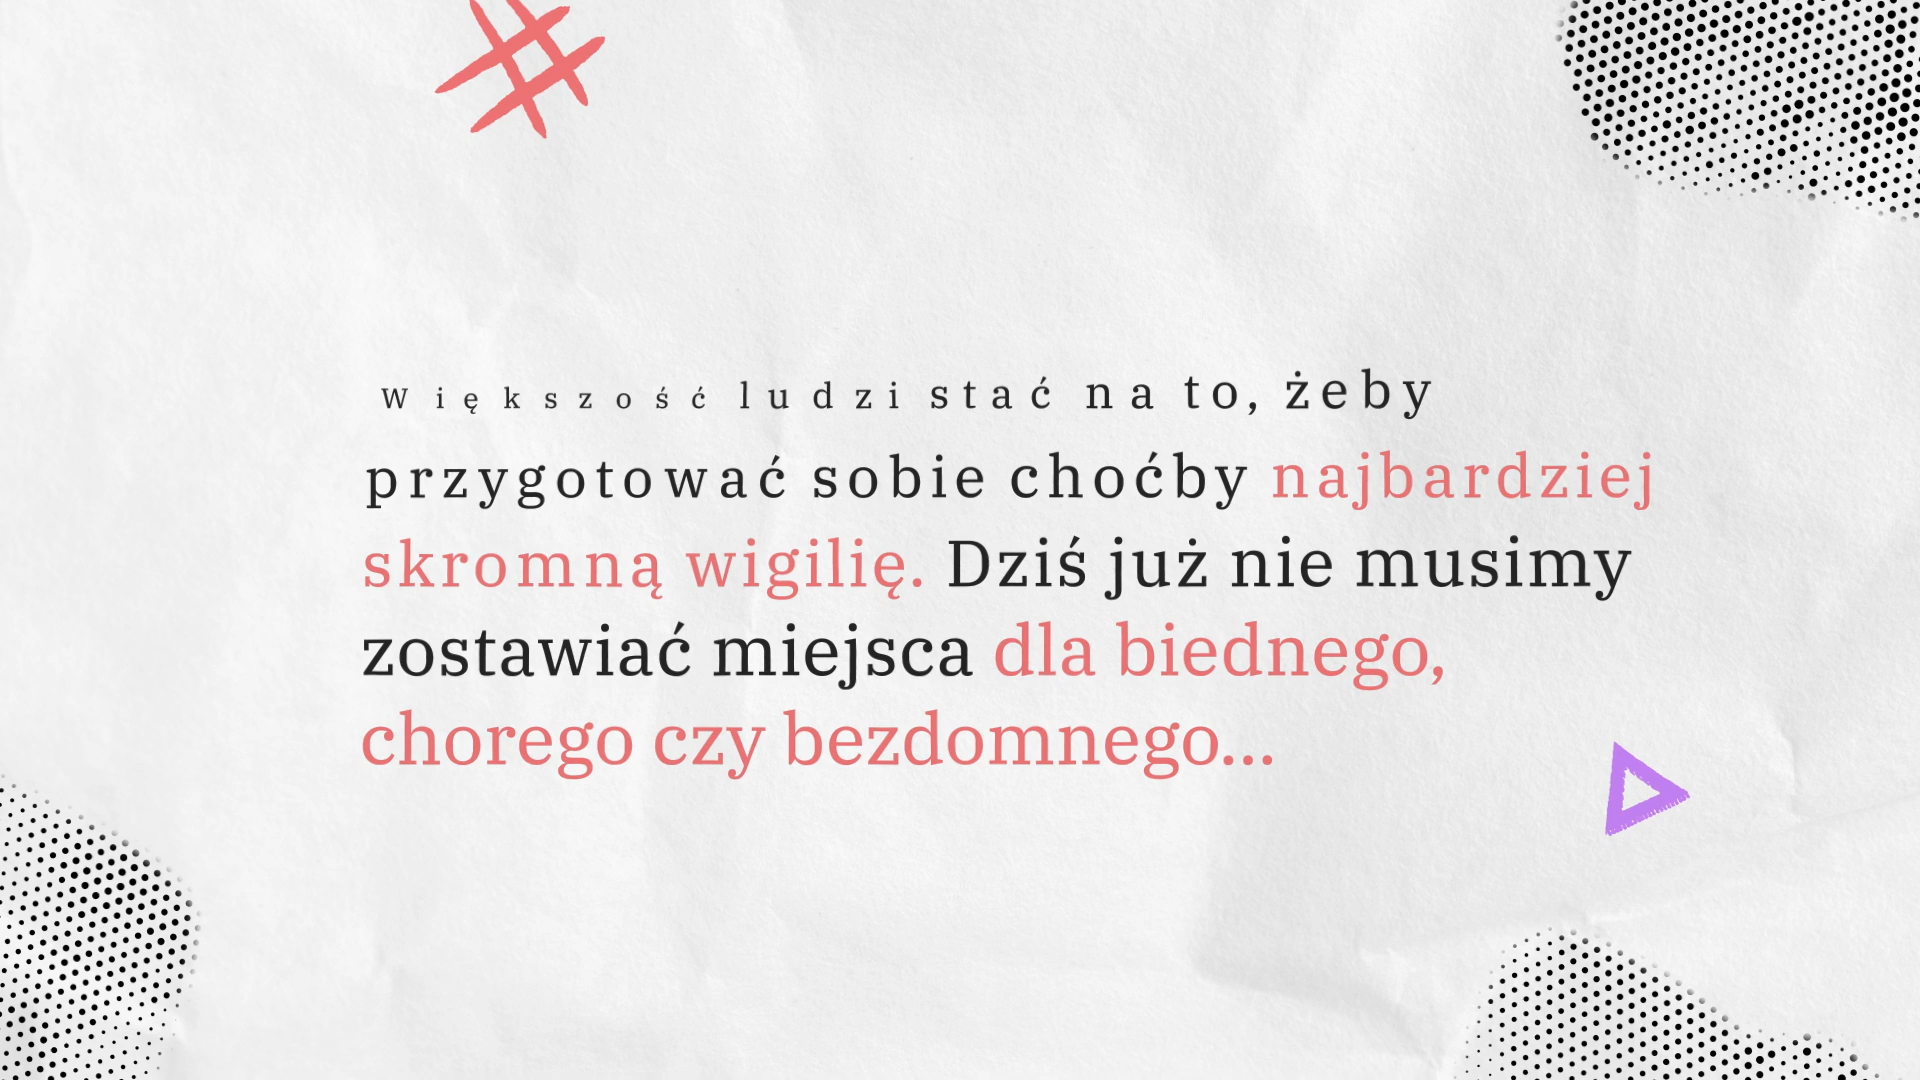 Większość ludzi stać na to, żeby
przygotować sobie choćby najbardziej
skromną wigilię. Dziś już nie musimy
zostawiać miejsca dla biednego,
chorego czy bezdomnego...